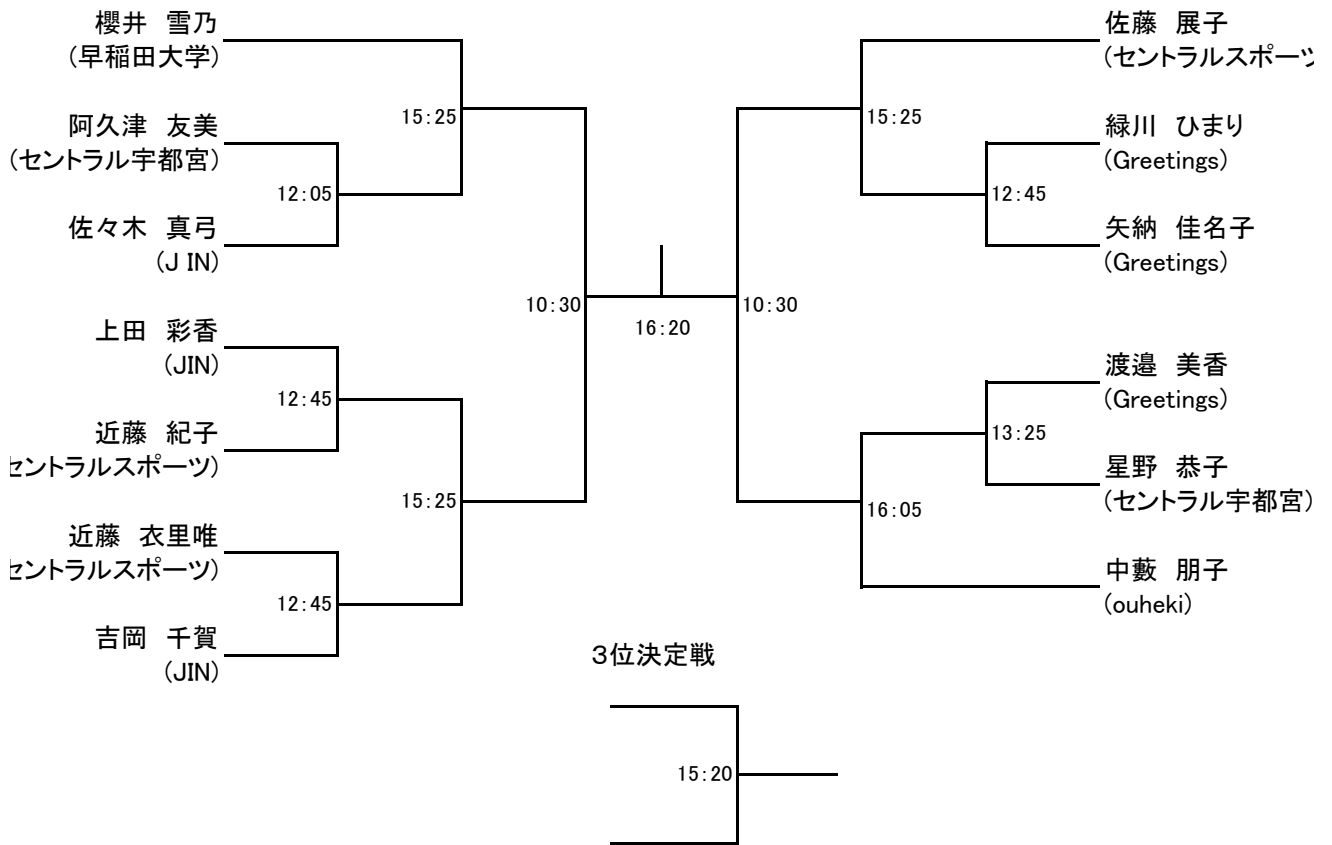 櫻井 雪乃
(早稲田大学)
15:25
阿久津 友美
(セントラル宇都宮)
12:05
佐々木 真弓
(J IN)
10:30
上田 彩香
(JIN)
12:45
近藤 紀子
セントラルスポーツ)
15:25
近藤 衣里唯
セントラルスポーツ)
12:45
吉岡 千賀
(JIN)
16:20
佐藤 展子
(セントラルスポーツ
15:25
緑川 ひまり
(Greetings)
12:45
矢納 佳名子
(Greetings)
10:30
渡邉 美香
(Greetings)
13:25
星野 恭子
(セントラル宇都宮)
16:05
中藪 朋子
(ouheki)
3位決定戦
15:20